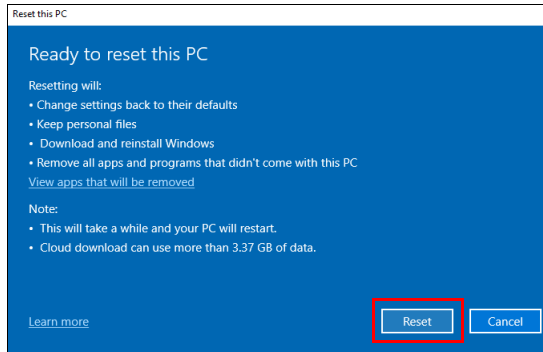 Reset this PC
Ready to reset this PC
Resetting will:
• Change settings back to their defaults
• Keep personal files
• Download and reinstall Windows
• Remove all apps and programs that didn't come with this PC
View apps that will be removed
Note:
• This will take a while and your PC will restart.
• Cloud download can use more than 3.37 GB of data.
Learn more
Reset
Cancel